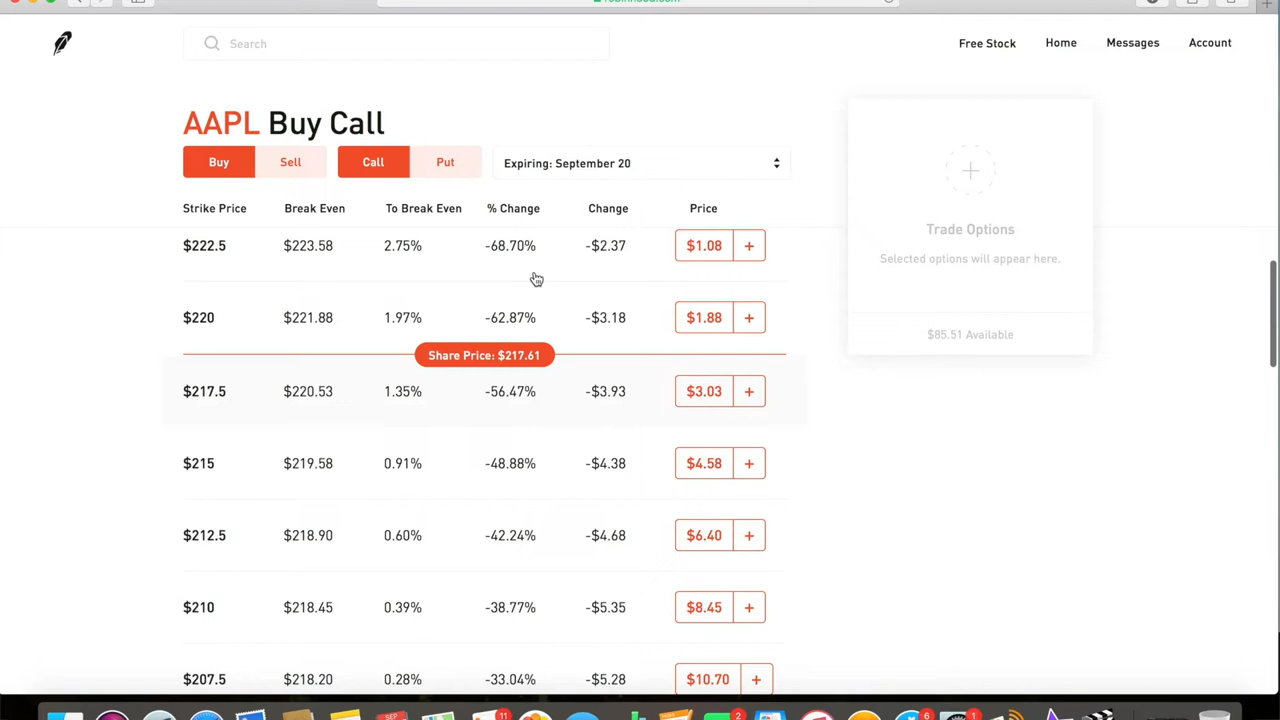 Search
Free Stock
Home
Messages
Account
AAPL Buy Call
Buy
Sell
Call
Put
Expiring: September 20
Strike Price Break Even To Break Even % Change Change Price
$222.5 $223.58 2.75% -68.70% -$2.37 $1.08 +
$220 $221.88 1.97% -62.87% -$3.18 $1.88 +
Share Price: $217.61
$217.5 $220.53 1.35% -56.47% -$3.93 $3.03 +
$215 $219.58 0.91% -48.88% -$4.38 $4.58 +
$212.5 $218.90 0.60% -42.24% -$4.68 $6.40 +
$210 $218.45 0.39% -38.77% -$5.35 $8.45 +
$207.5 $218.20 0.28% -33.04% -$5.28 $10.70 +
Trade Options
Selected options will appear here.
$85.51 Available
SEP
11
2
6
1